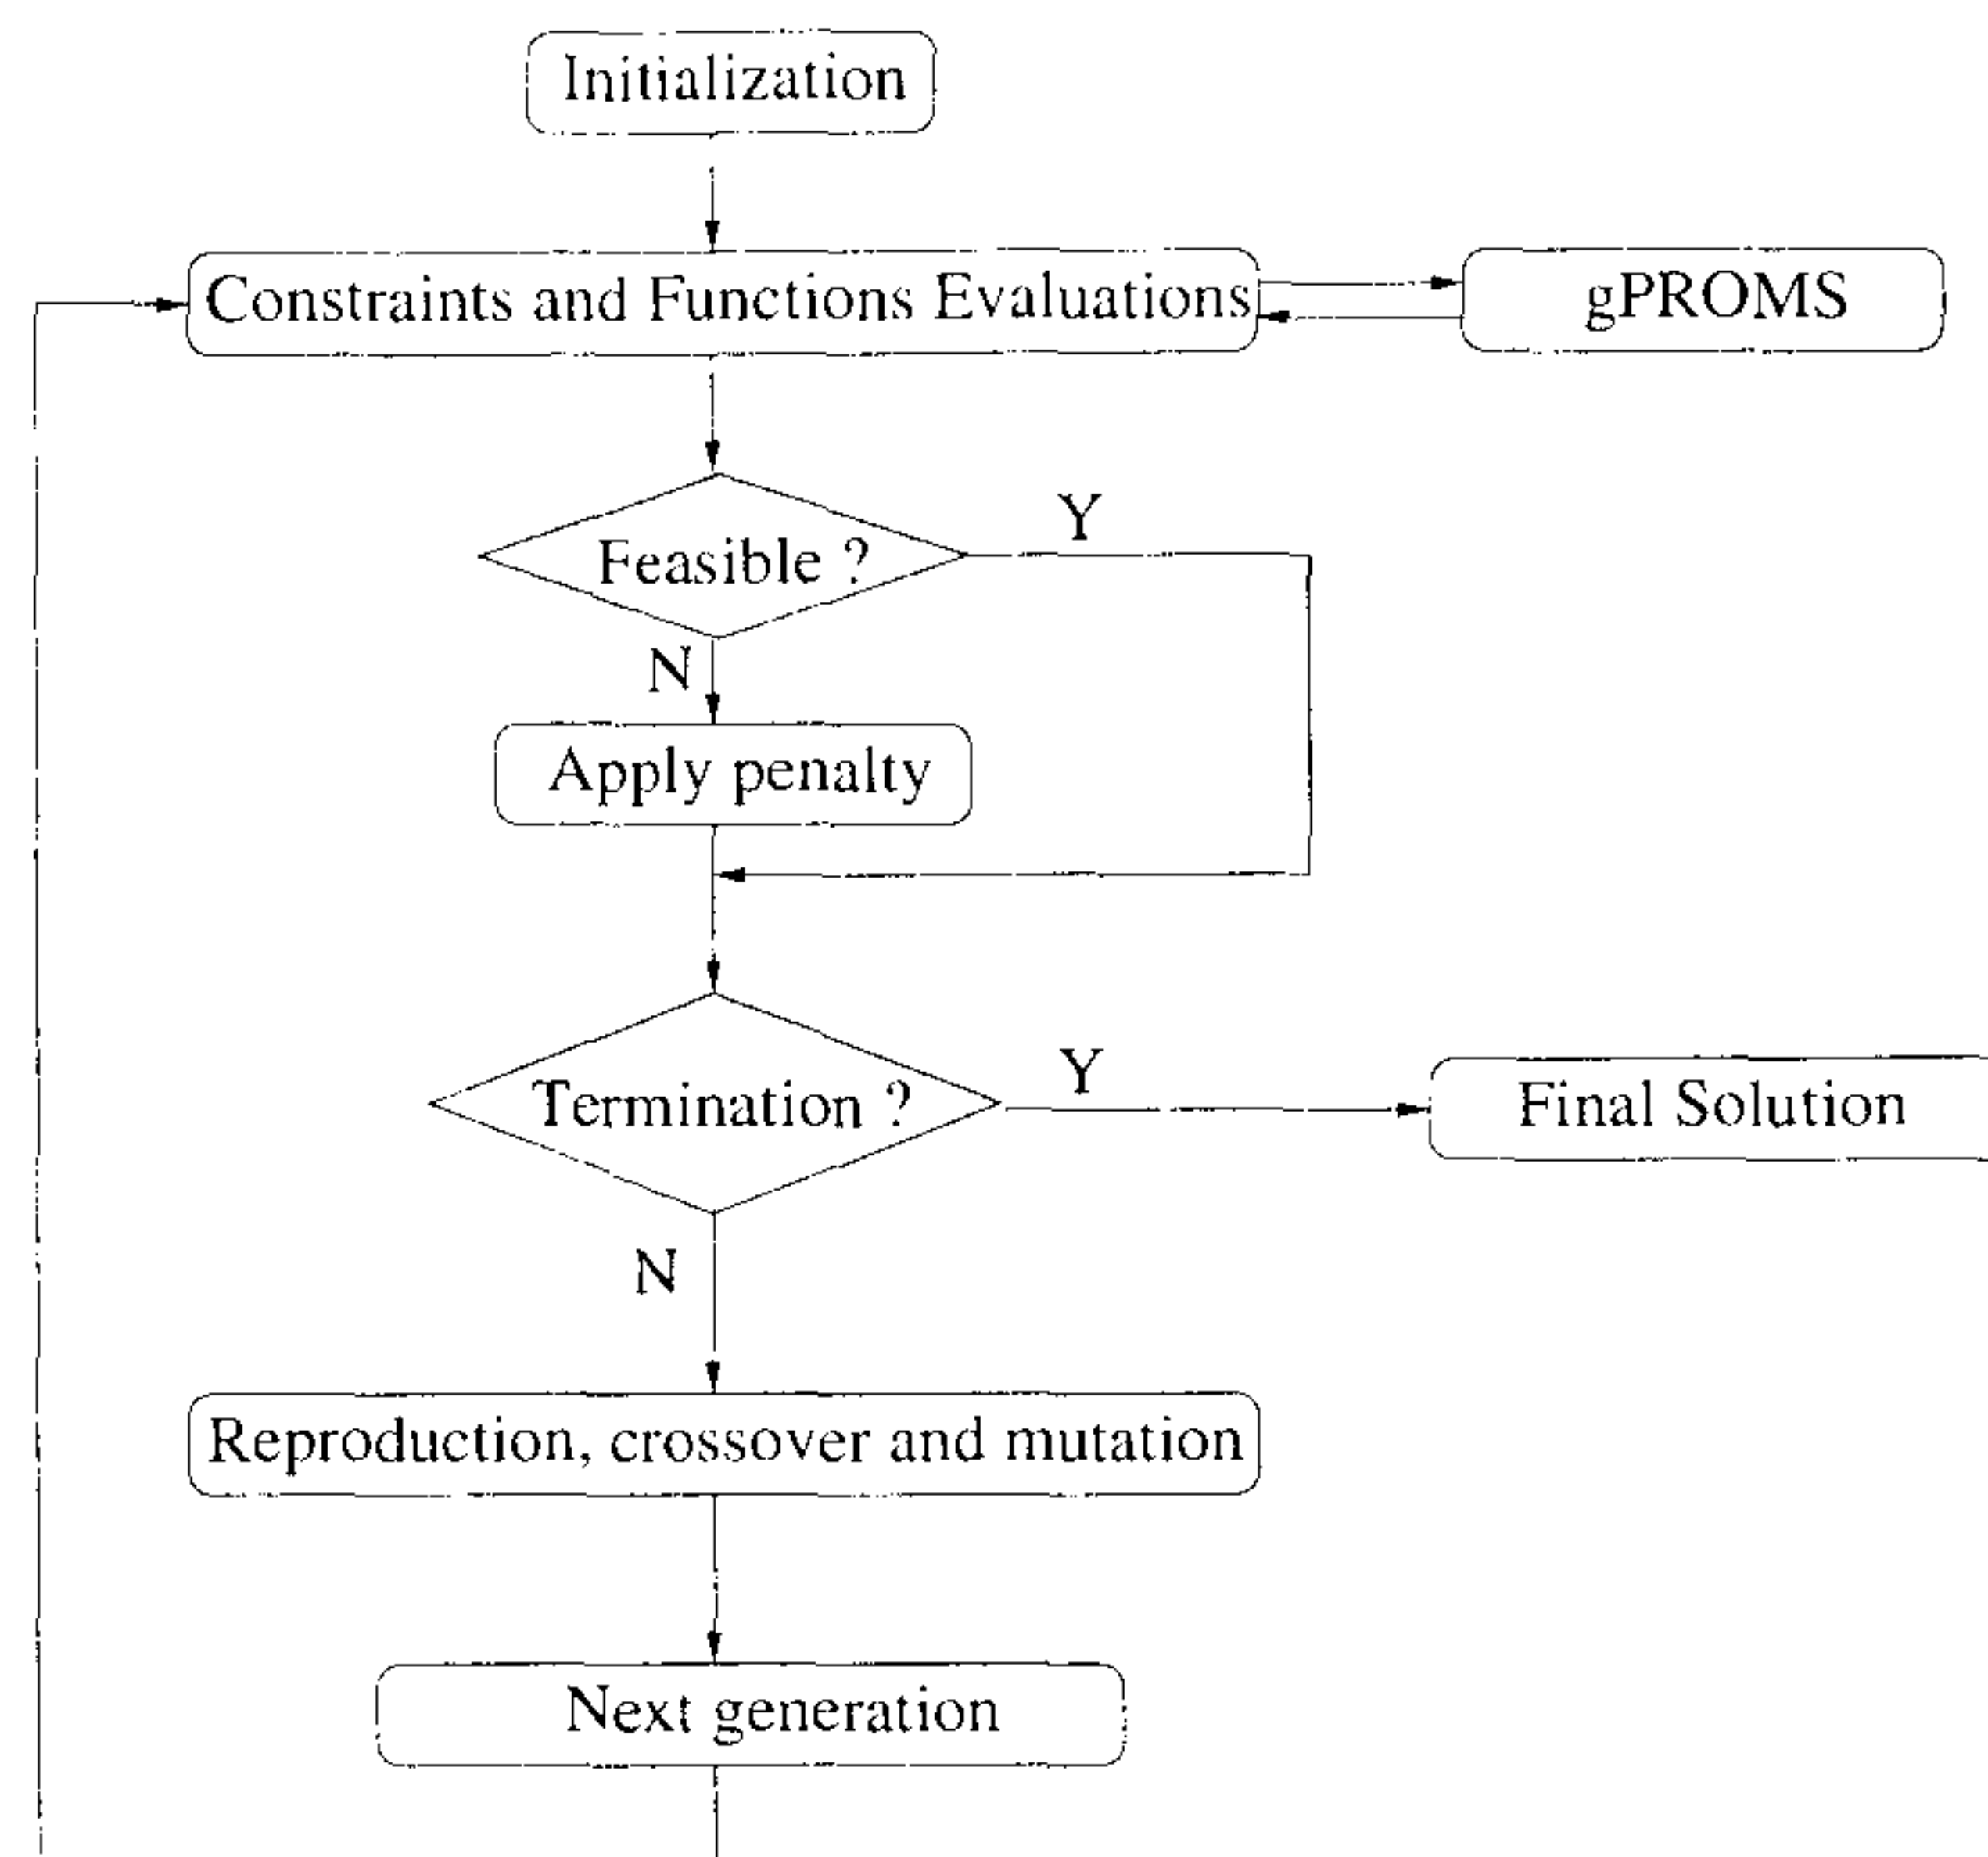 Initialization
Constraints and Functions Evaluations
gPROMS
Feasible ?
Y
N
Apply penalty
Termination ?
Y
Final Solution
N
Reproduction, crossover and mutation
Next generation